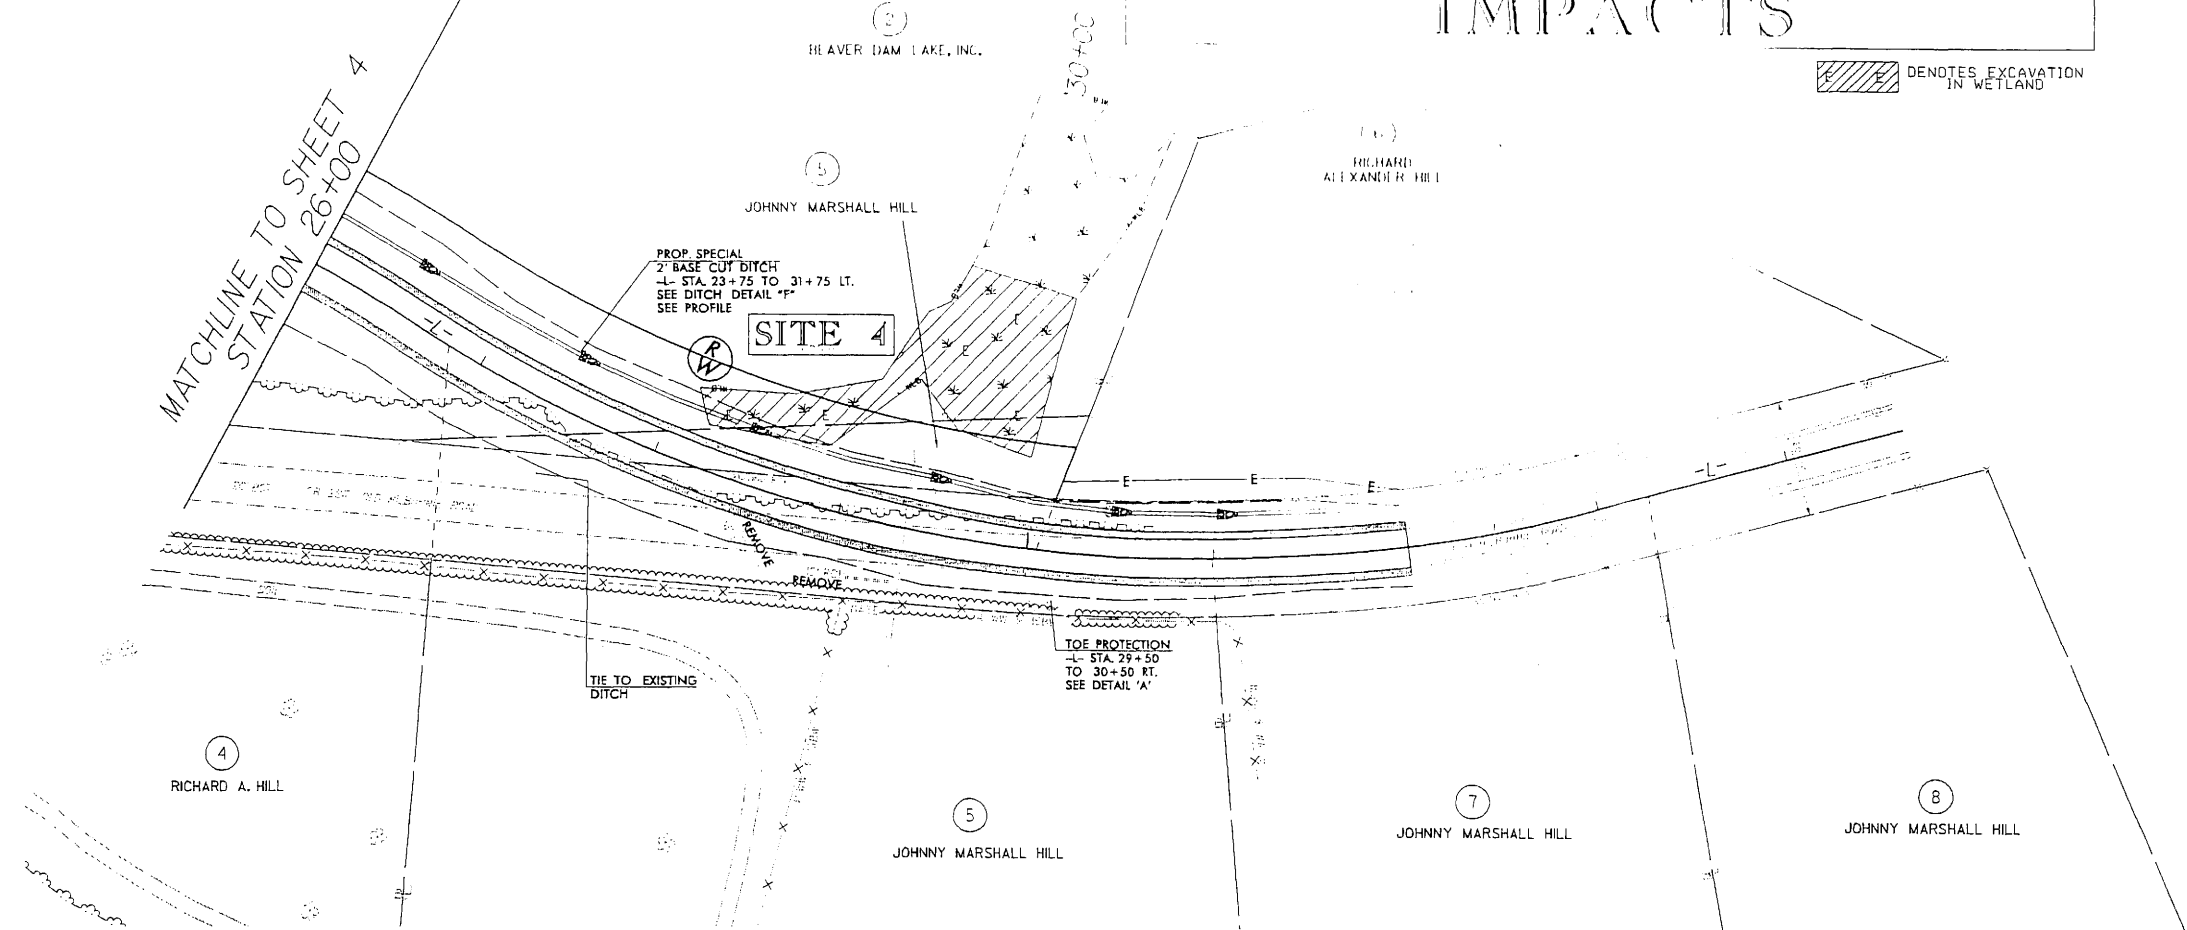 IMPACTS
DENOTES EXCAVATION
IN WETLAND
BEAVER DAM LAKE, INC.
30+00
MATCHLINE TO SHEET 4
STATION 26+00
5
JOHNNY MARSHALL HILL
RICHARD
ALEXANDER HILL
PROP. SPECIAL
2' BASE CUT DITCH
-L- STA. 23+75 TO 31+75 LT.
SEE DITCH DETAIL "F"
SEE PROFILE
SITE 4
R
W
-L-
E
E
E
E
E
E
E
-L-
REMOVE
REMOVE
TOE PROTECTION
-L- STA. 29+50
TO 30+50 RT.
SEE DETAIL 'A'
TIE TO EXISTING
DITCH
4
RICHARD A. HILL
5
JOHNNY MARSHALL HILL
7
JOHNNY MARSHALL HILL
8
JOHNNY MARSHALL HILL